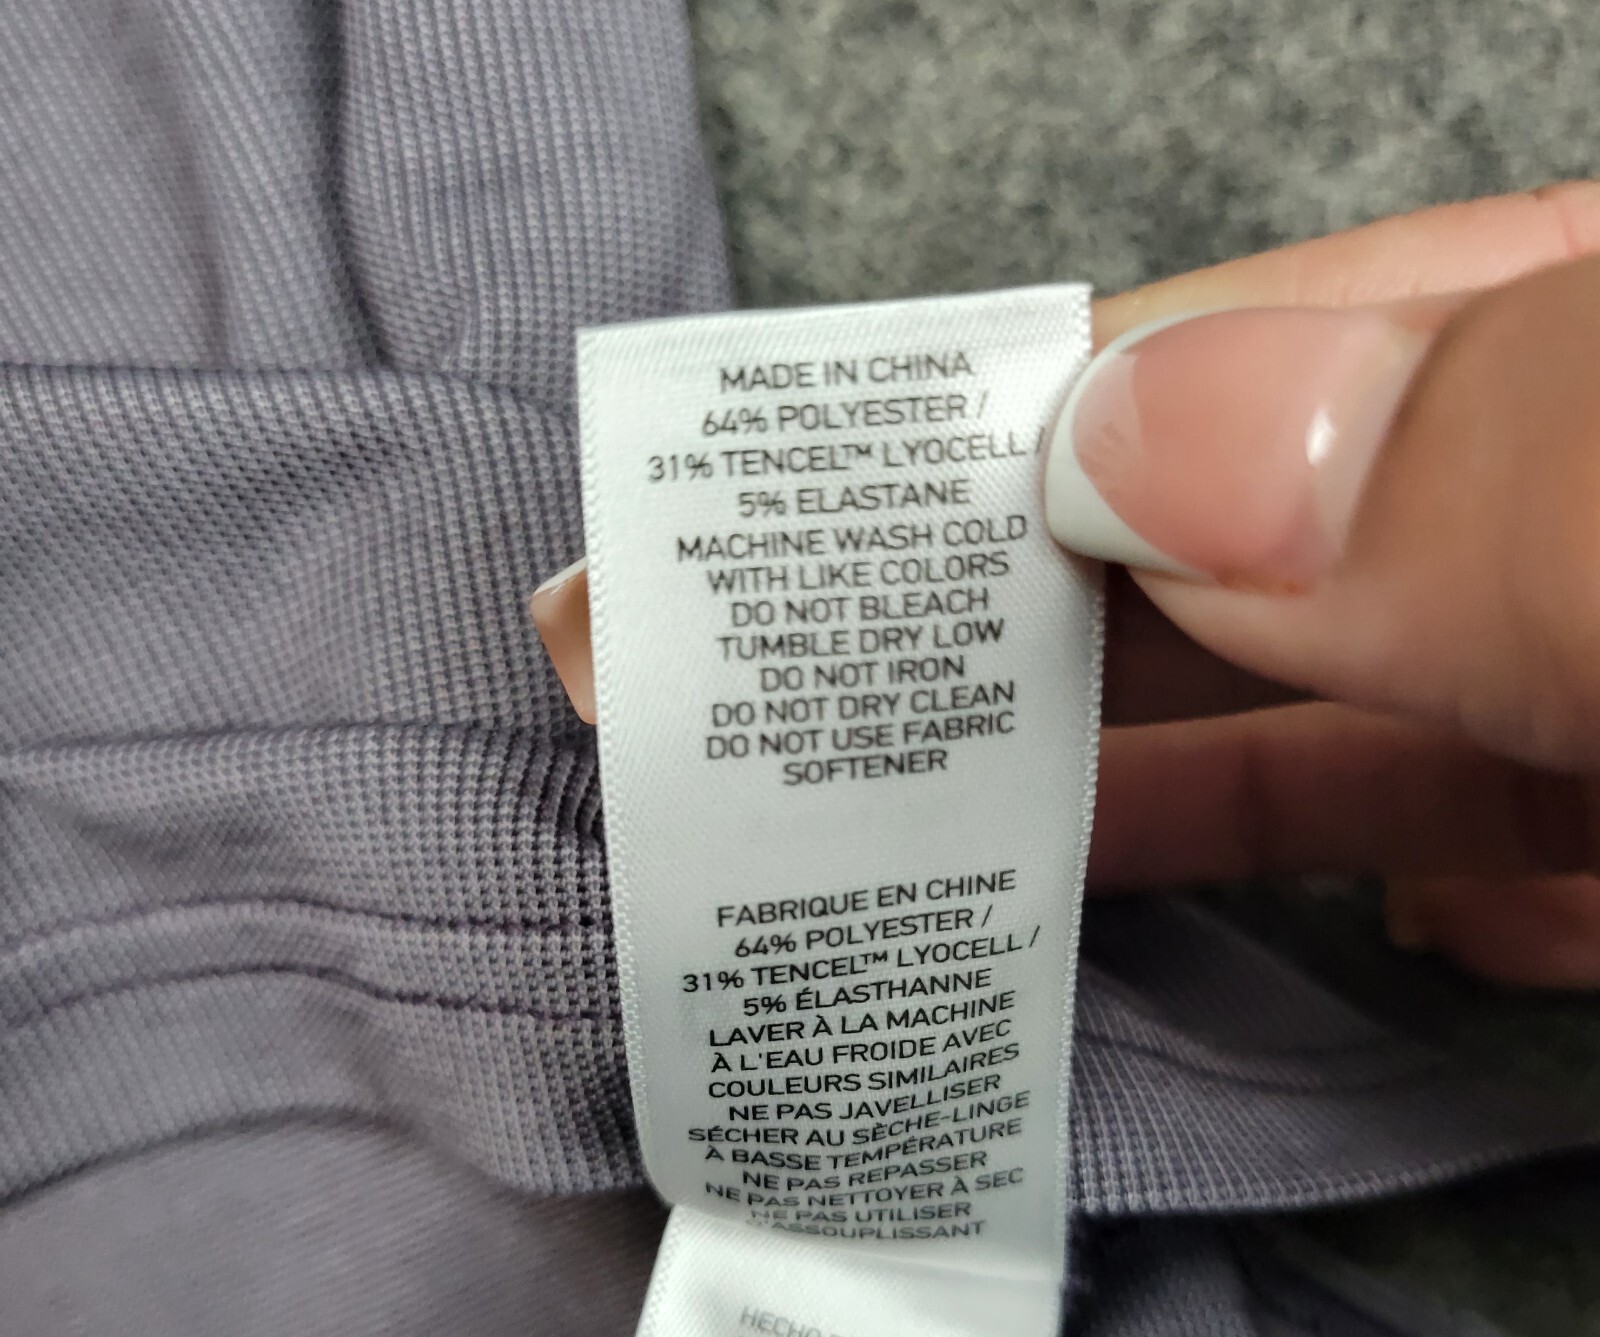 MADE IN CHINA
64% POLYESTER /
31% TENCEL™ LYOCELL /
5% ELASTANE
MACHINE WASH COLD
WITH LIKE COLORS
DO NOT BLEACH
TUMBLE DRY LOW
DO NOT IRON
DO NOT DRY CLEAN
DO NOT USE FABRIC
SOFTENER
FABRIQUE EN CHINE
64% POLYESTER /
31% TENCEL™ LYOCELL /
5% ÉLASTHANNE
LAVER À LA MACHINE
À L'EAU FROIDE AVEC
COULEURS SIMILAIRES
NE PAS JAVELLISER
SÉCHER AU SÈCHE-LINGE
À BASSE TEMPÉRATURE
NE PAS REPASSER
NE PAS NETTOYER À SEC
NE PAS UTILISER
D'ASSOUPLISSANT
HECHO